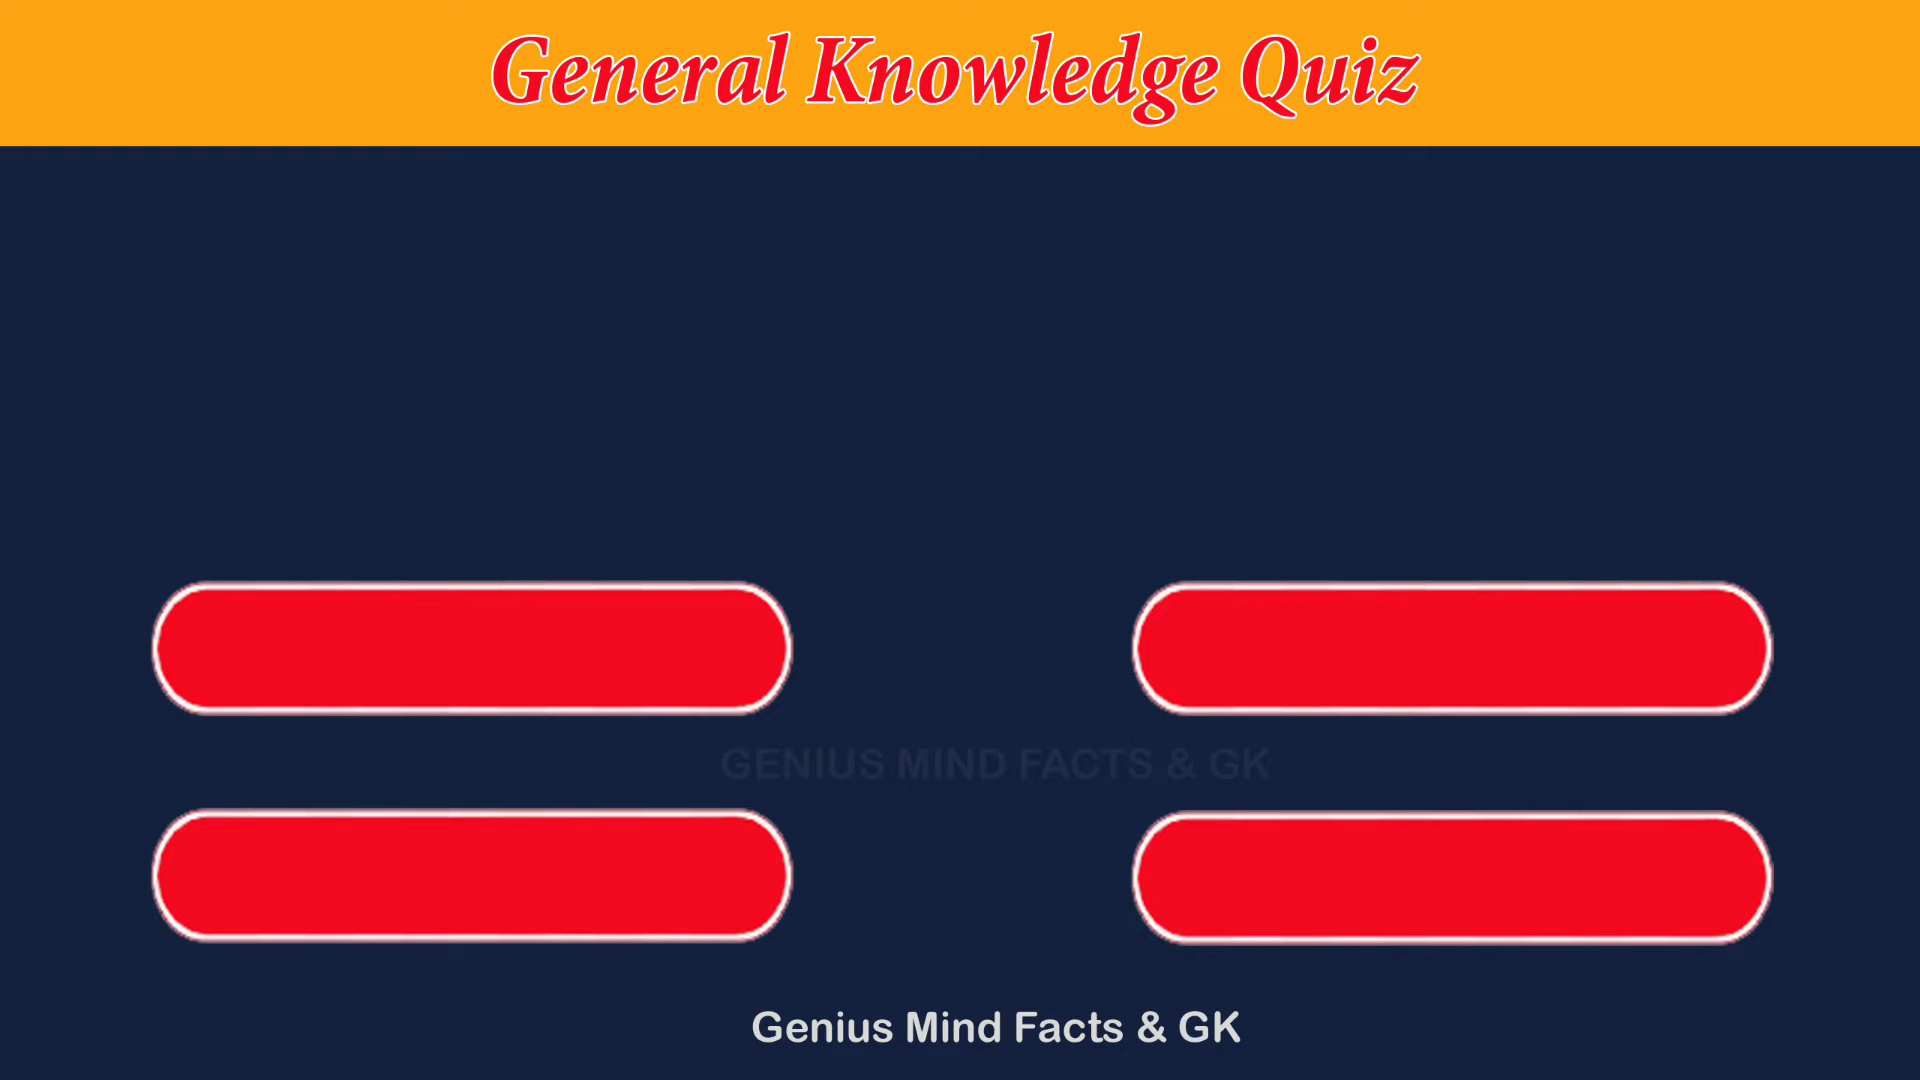 General Knowledge Quiz
GENIUS MIND FACTS & GK
Genius Mind Facts & GK